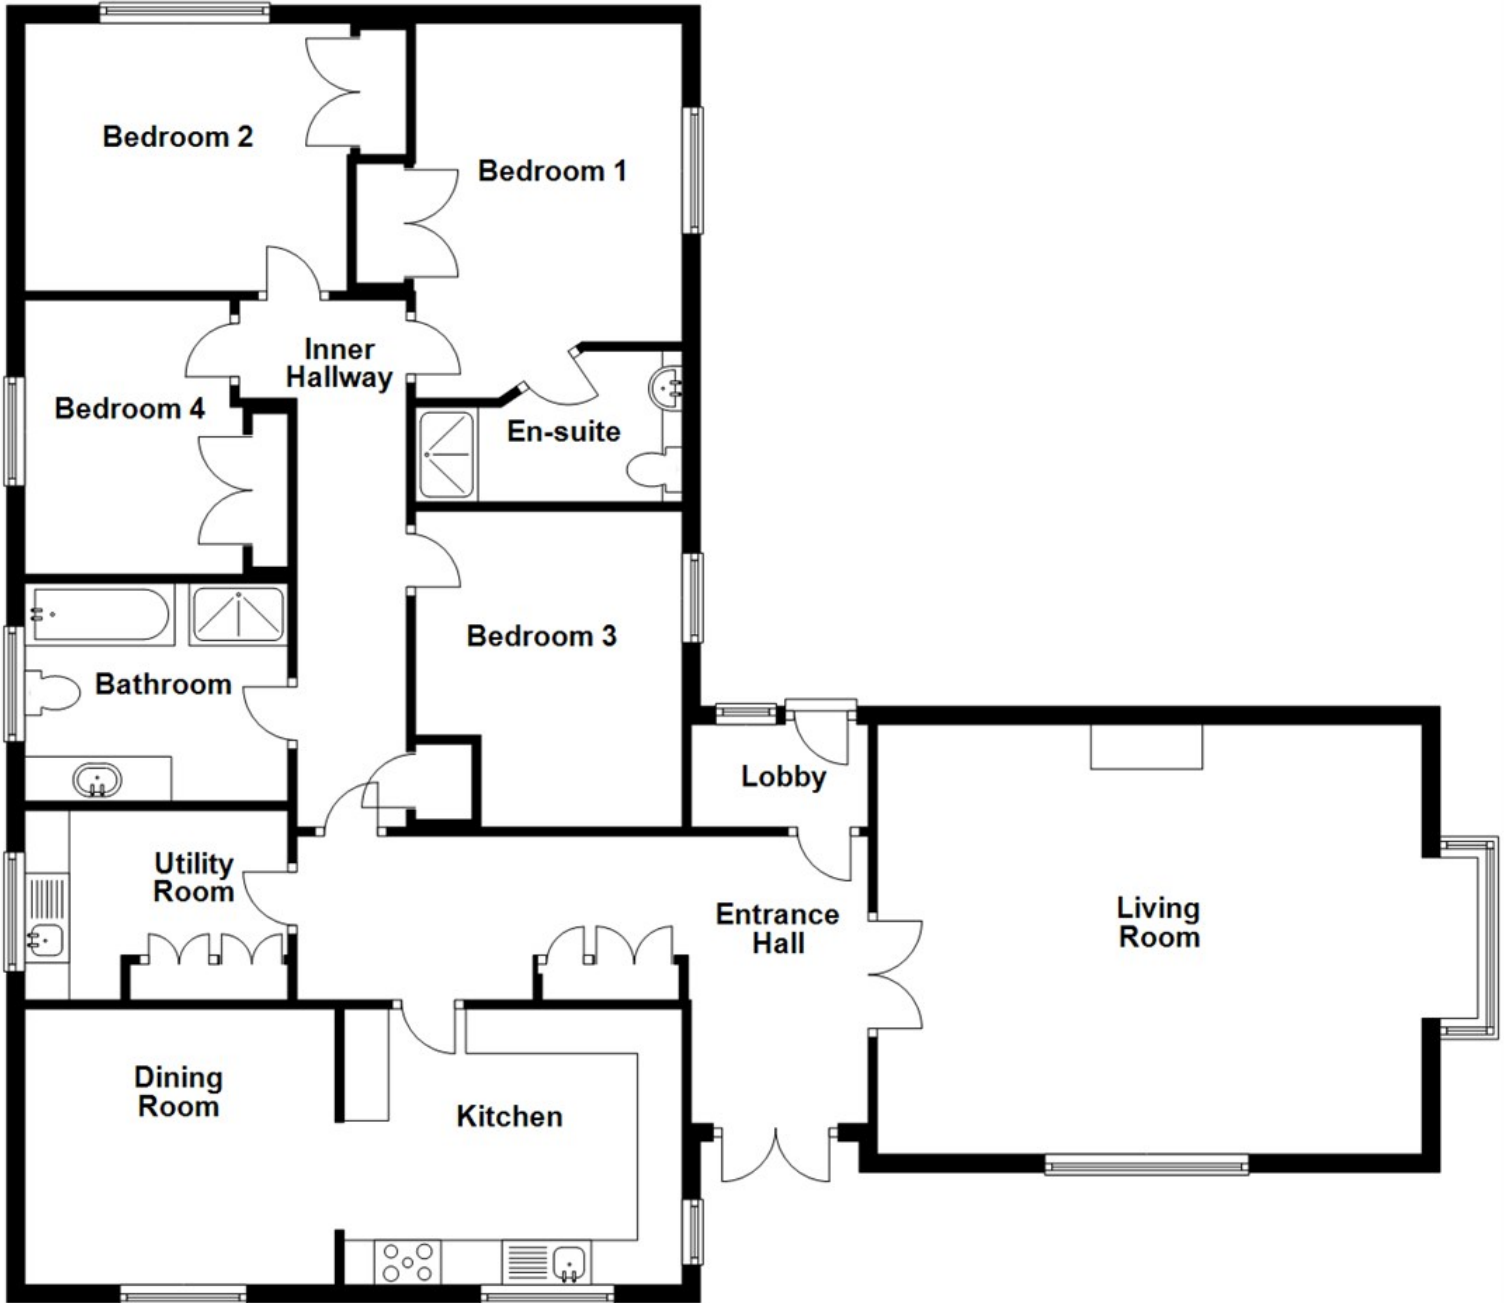 Bedroom 2
Bedroom 1
Inner
Hallway
Bedroom 4
En-suite
Bedroom 3
Bathroom
Lobby
Utility
Room
Entrance
Hall
Living
Room
Dining
Room
Kitchen